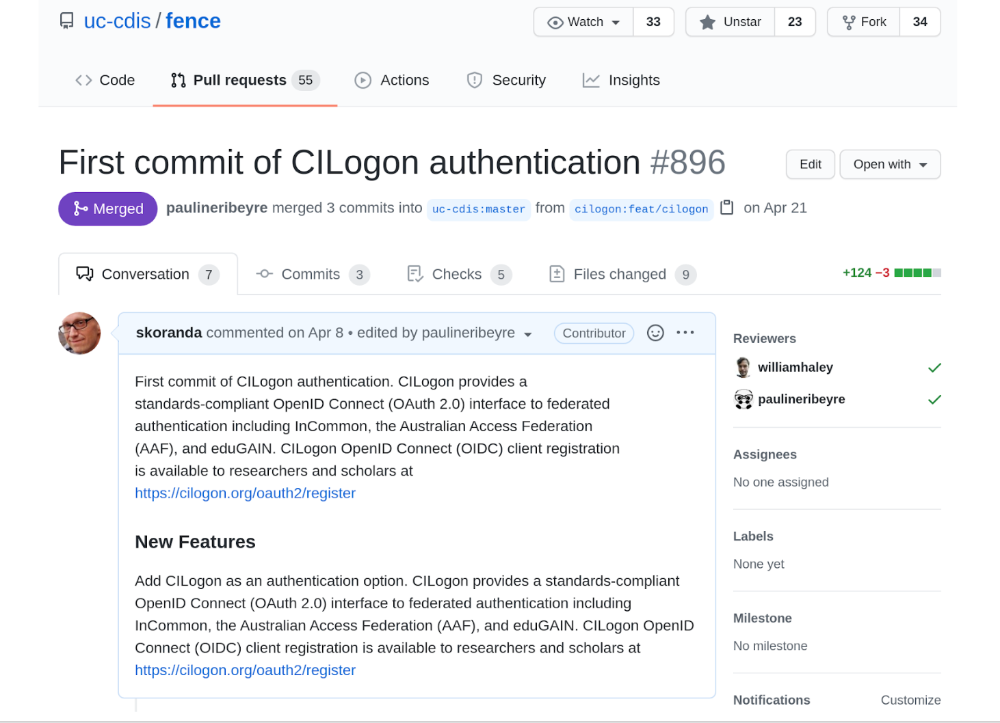 uc-cdis / fence
Watch 33 Unstar 23 Fork 34
Code Pull requests 55 Actions Security Insights
First commit of CILogon authentication #896
Edit Open with
Merged paulineribeyre merged 3 commits into uc-cdis:master from cilogon:feat/cilogon on Apr 21
Conversation 7 Commits 3 Checks 5 Files changed 9 +124 −3
skoranda commented on Apr 8 • edited by paulineribeyre Contributor
First commit of CILogon authentication. CILogon provides a
standards-compliant OpenID Connect (OAuth 2.0) interface to federated
authentication including InCommon, the Australian Access Federation
(AAF), and eduGAIN. CILogon OpenID Connect (OIDC) client registration
is available to researchers and scholars at
https://cilogon.org/oauth2/register
New Features
Add CILogon as an authentication option. CILogon provides a standards-compliant
OpenID Connect (OAuth 2.0) interface to federated authentication including
InCommon, the Australian Access Federation (AAF), and eduGAIN. CILogon OpenID
Connect (OIDC) client registration is available to researchers and scholars at
https://cilogon.org/oauth2/register
Reviewers
williamhaley
paulineribeyre
Assignees
No one assigned
Labels
None yet
Milestone
No milestone
Notifications Customize